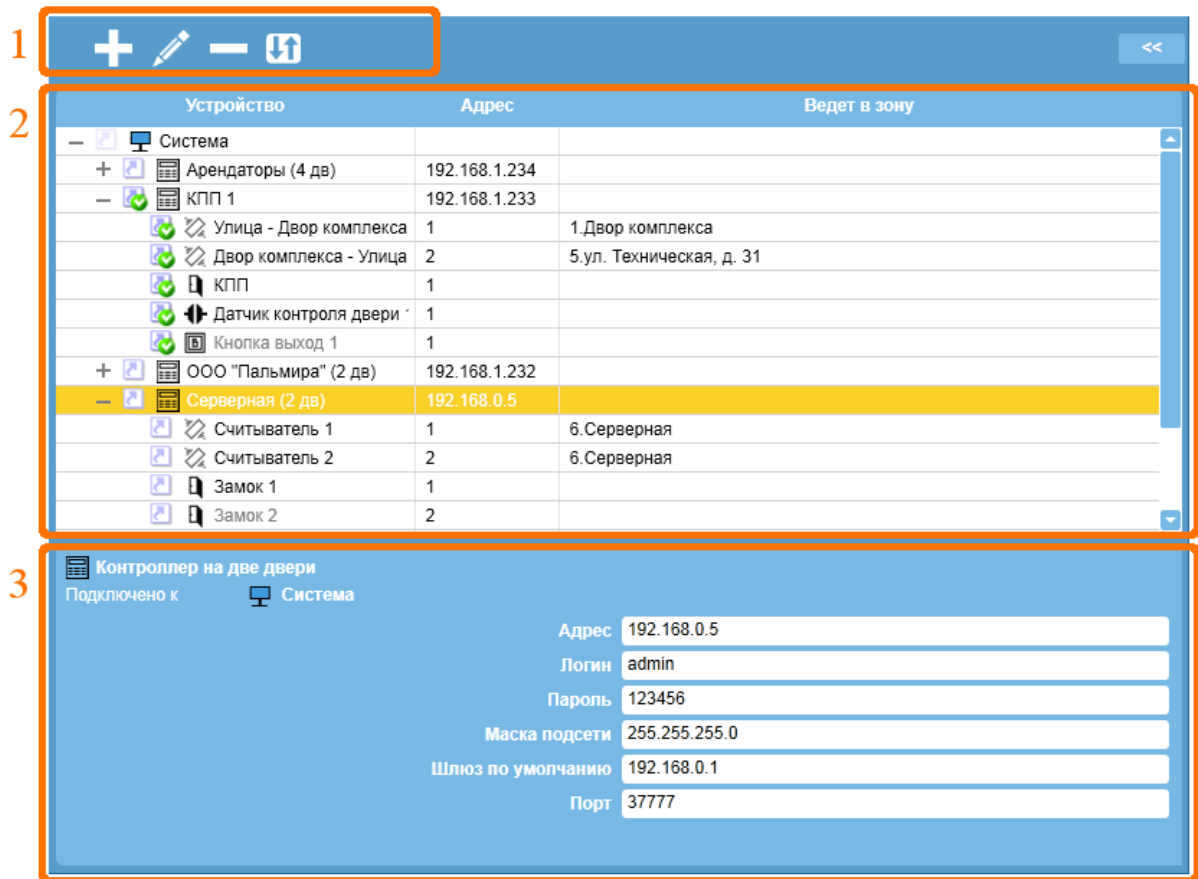 1
<<
2
Устройство Адрес Ведет в зону
Система
Арендаторы (4 дв) 192.168.1.234
КПП 1 192.168.1.233
Улица - Двор комплекса 1 1.Двор комплекса
Двор комплекса - Улица 2 5.ул. Техническая, д. 31
КПП 1
Датчик контроля двери 1
Кнопка выход 1 1
ООО "Пальмира" (2 дв) 192.168.1.232
Серверная (2 дв) 192.168.0.5
Считыватель 1 1 6.Серверная
Считыватель 2 2 6.Серверная
Замок 1 1
Замок 2 2
3
Контроллер на две двери
Подключено к Система
Адрес 192.168.0.5
Логин admin
Пароль 123456
Маска подсети 255.255.255.0
Шлюз по умолчанию 192.168.0.1
Порт 37777